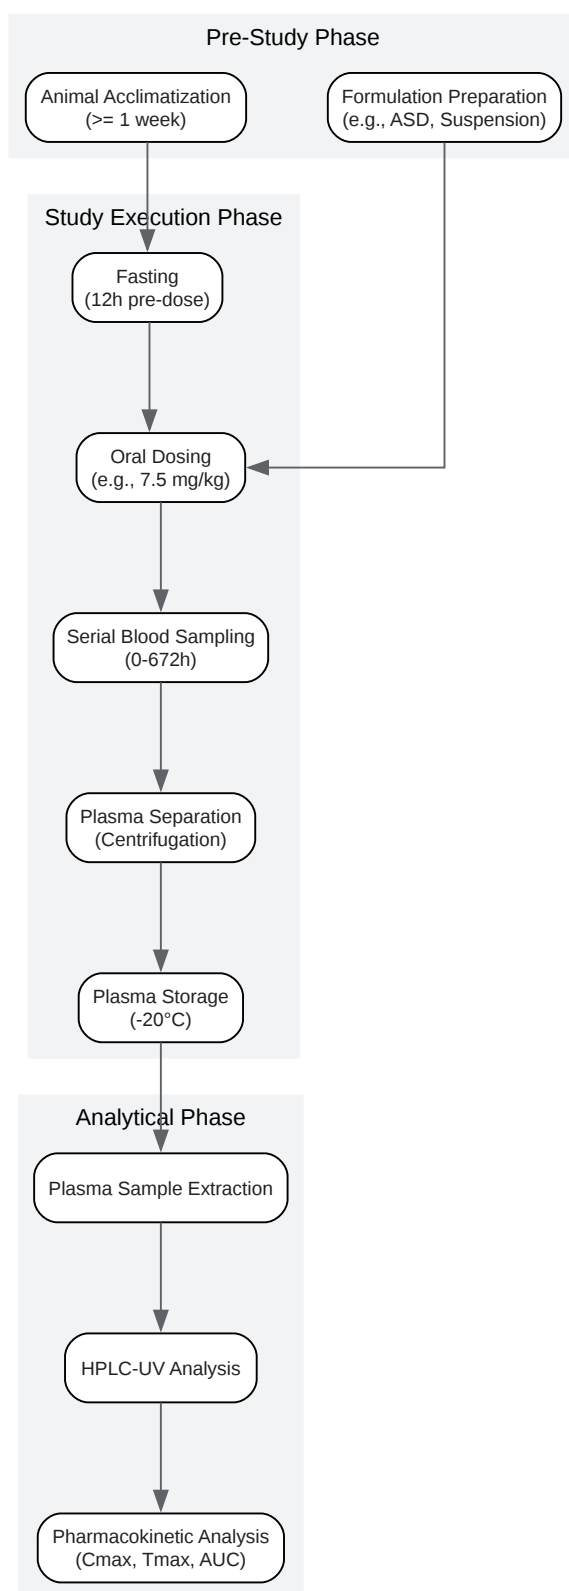 Pre-Study Phase
Animal Acclimatization
(>= 1 week)
Formulation Preparation
(e.g., ASD, Suspension)
Study Execution Phase
Fasting
(12h pre-dose)
Oral Dosing
(e.g., 7.5 mg/kg)
Serial Blood Sampling
(0-672h)
Plasma Separation
(Centrifugation)
Plasma Storage
(-20°C)
Analytical Phase
Plasma Sample Extraction
HPLC-UV Analysis
Pharmacokinetic Analysis
(Cmax, Tmax, AUC)